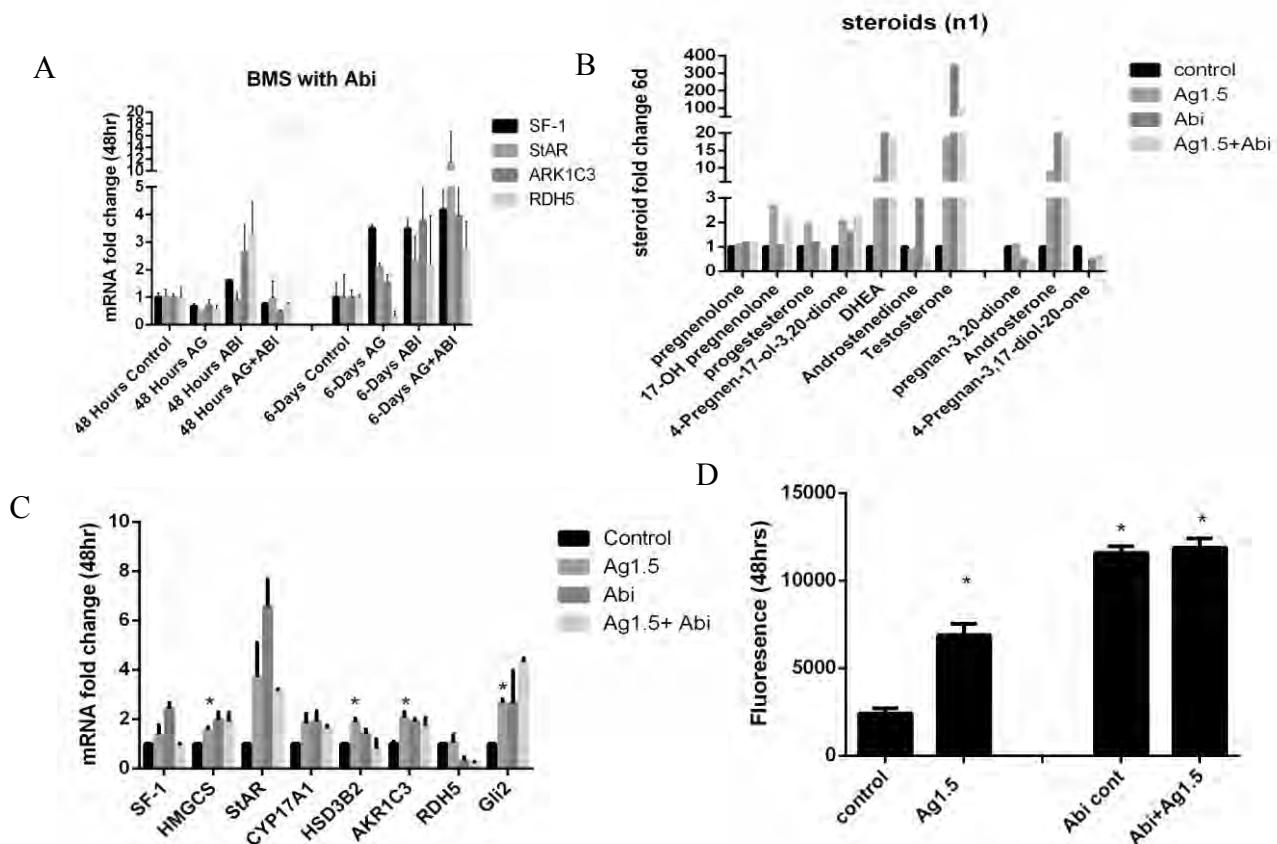 A
BMS with Abi
mRNA fold change (48hr)
20
18
16
14
12
10
5
4
3
2
1
0
48 Hours Control
48 Hours AG
48 Hours ABI
48 Hours AG+ABI
6-Days Control
6-Days AG
6-Days ABI
6-Days AG+ABI
SF-1
StAR
ARK1C3
RDH5
B
steroids (n1)
steroid fold change 6d
400
300
200
100
20
15
10
3
2
1
0
pregnenolone
17-OH pregnenolone
progestesterone
4-Pregnen-17-ol-3,20-dione
DHEA
Androstenedione
Testosterone
pregnan-3,20-dione
Androsterone
4-Pregnan-3,17-diol-20-one
control
Ag1.5
Abi
Ag1.5+Abi
C
mRNA fold change (48hr)
10
8
6
4
2
0
*
*
*
*
SF-1
HMGCS
StAR
CYP17A1
HSD3B2
AKR1C3
RDH5
Gli2
Control
Ag1.5
Abi
Ag1.5+ Abi
D
Fluoresence (48hrs)
15000
10000
5000
0
*
*
*
control
Ag1.5
Abi cont
Abi+Ag1.5